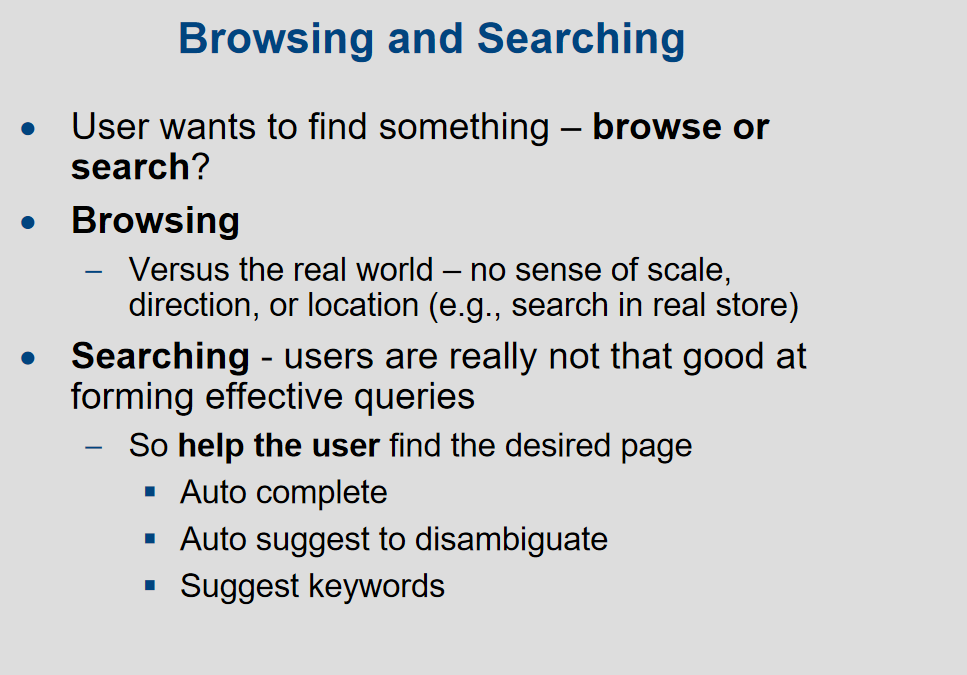 Browsing and Searching
• User wants to find something – browse or
search?
• Browsing
– Versus the real world – no sense of scale,
direction, or location (e.g., search in real store)
• Searching - users are really not that good at
forming effective queries
– So help the user find the desired page
▪ Auto complete
▪ Auto suggest to disambiguate
▪ Suggest keywords